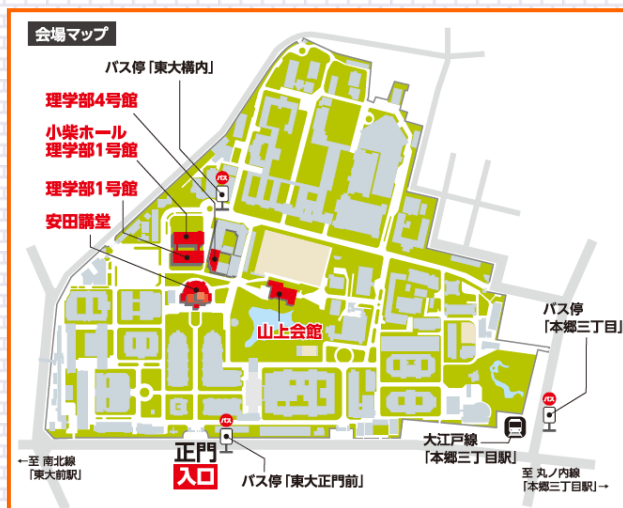 会場マップ
バス停「東大構内」
理学部4号館
小柴ホール
理学部1号館
理学部1号館
安田講堂
バス
山上会館
バス停
「本郷三丁目」
バス
バス
正門
入口
バス停「東大正門前」
大江戸線
「本郷三丁目駅」
←至 南北線
「東大前駅」
至 丸ノ内線
「本郷三丁目駅」→